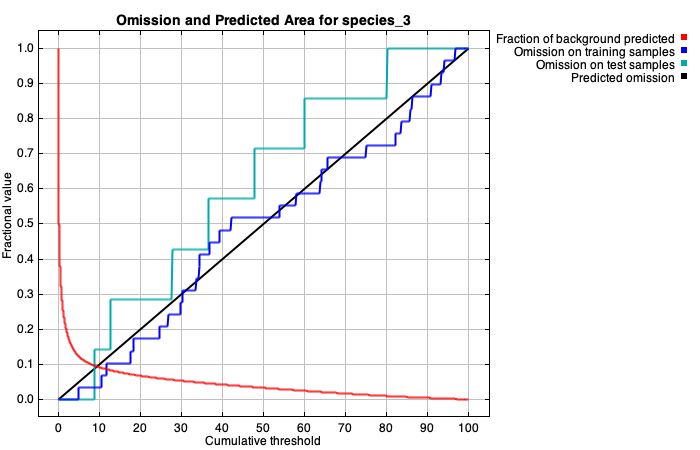 Omission and Predicted Area for species_3
Fraction of background predicted
Omission on training samples
Omission on test samples
Predicted omission
1.0
0.9
0.8
0.7
0.6
0.5
0.4
0.3
0.2
0.1
0.0
Fractional value
0 10 20 30 40 50 60 70 80 90 100
Cumulative threshold